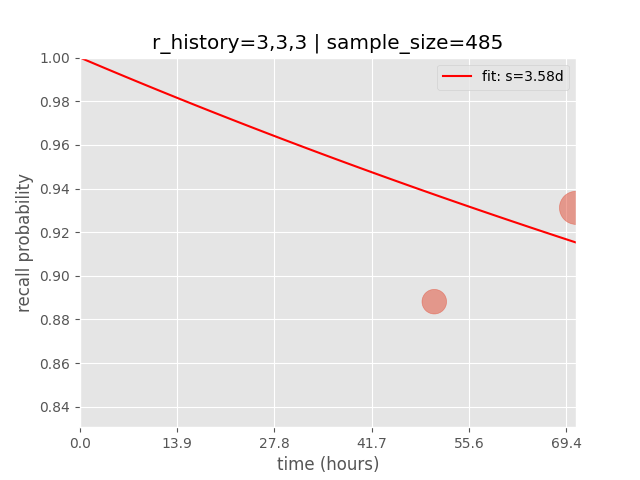 r_history=3,3,3 | sample_size=485
fit: s=3.58d
1.00
0.98
0.96
0.94
0.92
0.90
0.88
0.86
0.84
recall probability
0.0 13.9 27.8 41.7 55.6 69.4
time (hours)